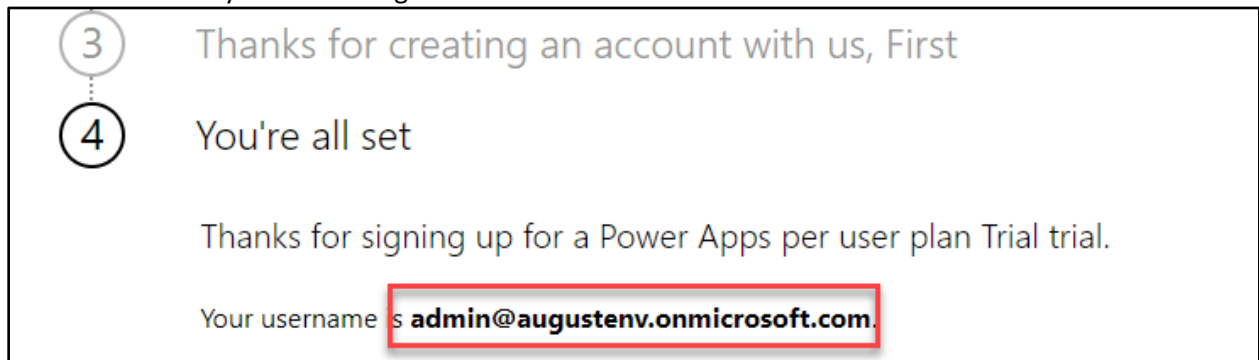 3
Thanks for creating an account with us, First
4
You're all set
Thanks for signing up for a Power Apps per user plan Trial trial.
Your username is admin@augustenv.onmicrosoft.com.